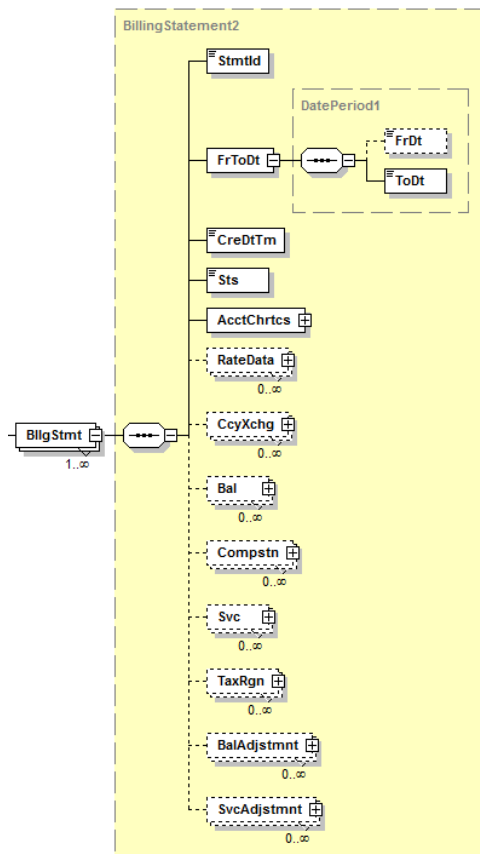 BillingStatement2
StmtId
DatePeriod1
FrDt
FrToDt
ToDt
CreDtTm
Sts
AcctChrtcs
RateData
0..∞
BllgStmt
1..∞
CcyXchg
0..∞
Bal
0..∞
Compstn
0..∞
Svc
0..∞
TaxRgn
0..∞
BalAdjstmnt
0..∞
SvcAdjstmnt
0..∞